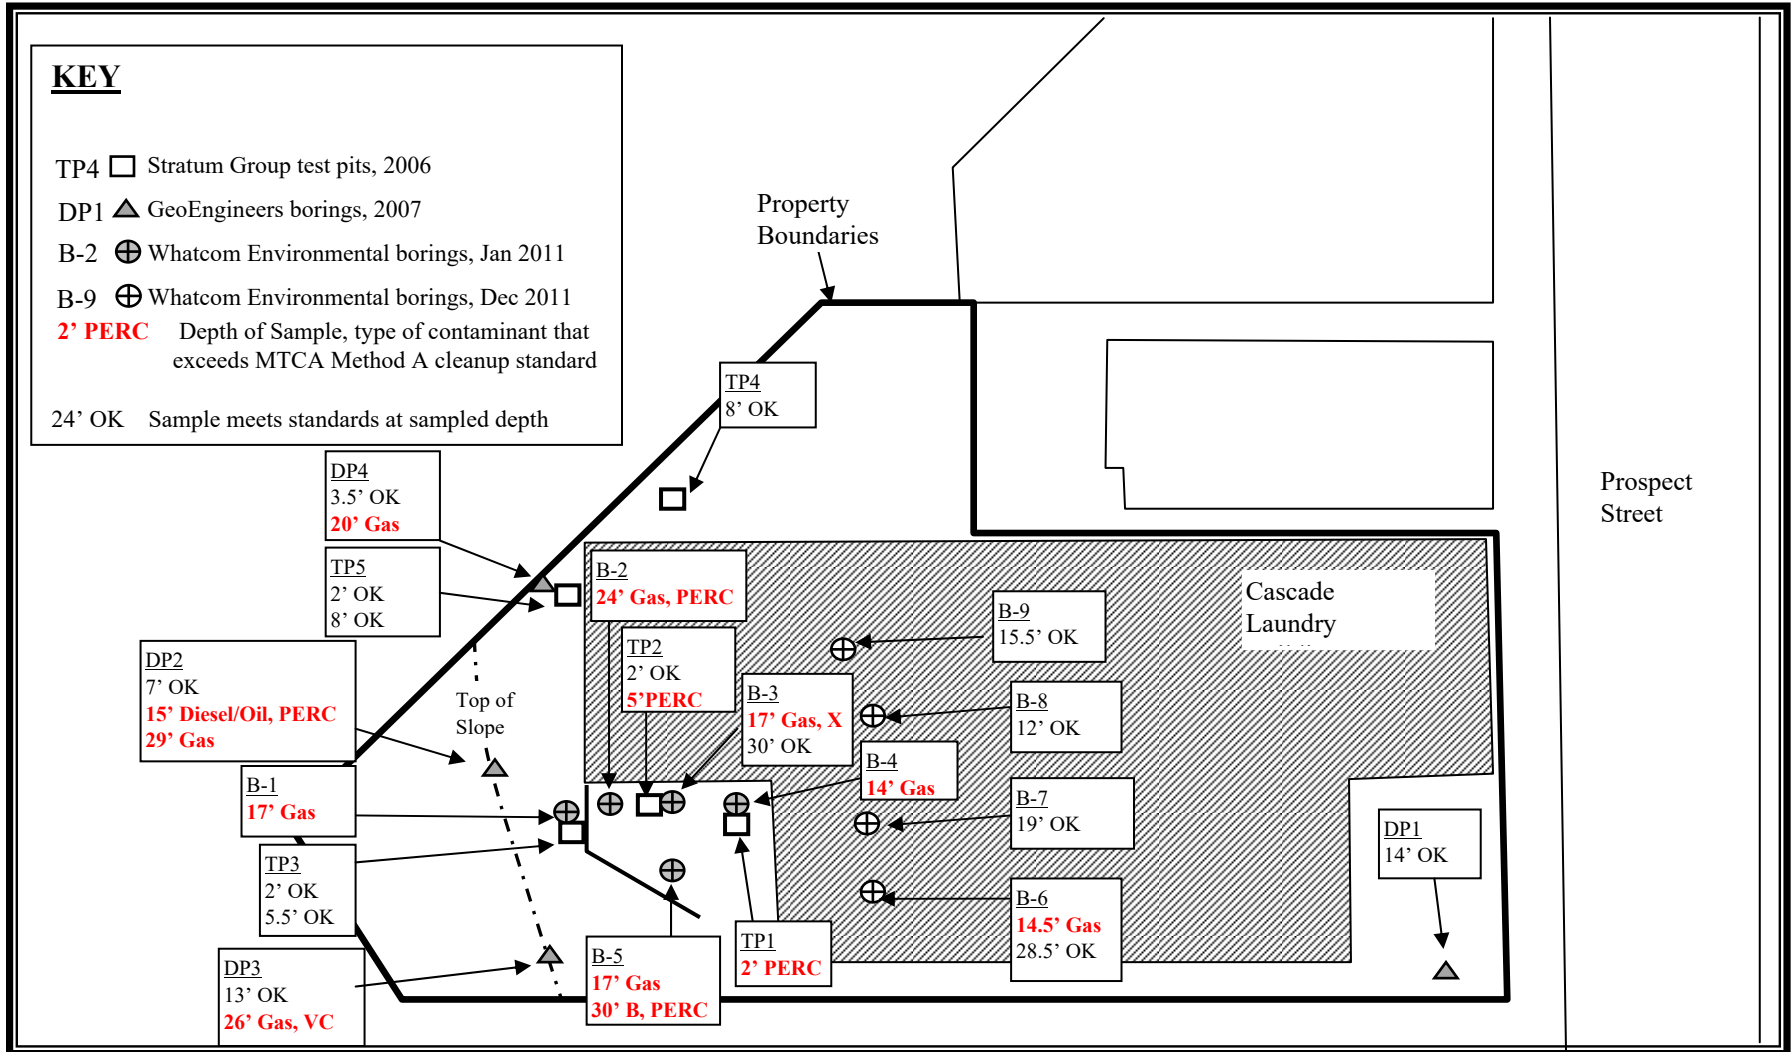 KEY
TP4 Stratum Group test pits, 2006
DP1 GeoEngineers borings, 2007
B-2 Whatcom Environmental borings, Jan 2011
B-9 Whatcom Environmental borings, Dec 2011
2’ PERC Depth of Sample, type of contaminant that
exceeds MTCA Method A cleanup standard
24’ OK Sample meets standards at sampled depth
Property
Boundaries
TP4
8’ OK
Prospect
Street
DP4
3.5’ OK
20’ Gas
TP5
2’ OK
8’ OK
B-2
24’ Gas, PERC
Cascade
Laundry
B-9
15.5’ OK
TP2
2’ OK
5’PERC
DP2
7’ OK
15’ Diesel/Oil, PERC
29’ Gas
Top of
Slope
B-3
17’ Gas, X
30’ OK
B-8
12’ OK
B-4
14’ Gas
B-1
17’ Gas
B-7
19’ OK
DP1
14’ OK
TP3
2’ OK
5.5’ OK
B-6
14.5’ Gas
28.5’ OK
TP1
2’ PERC
B-5
17’ Gas
30’ B, PERC
DP3
13’ OK
26’ Gas, VC